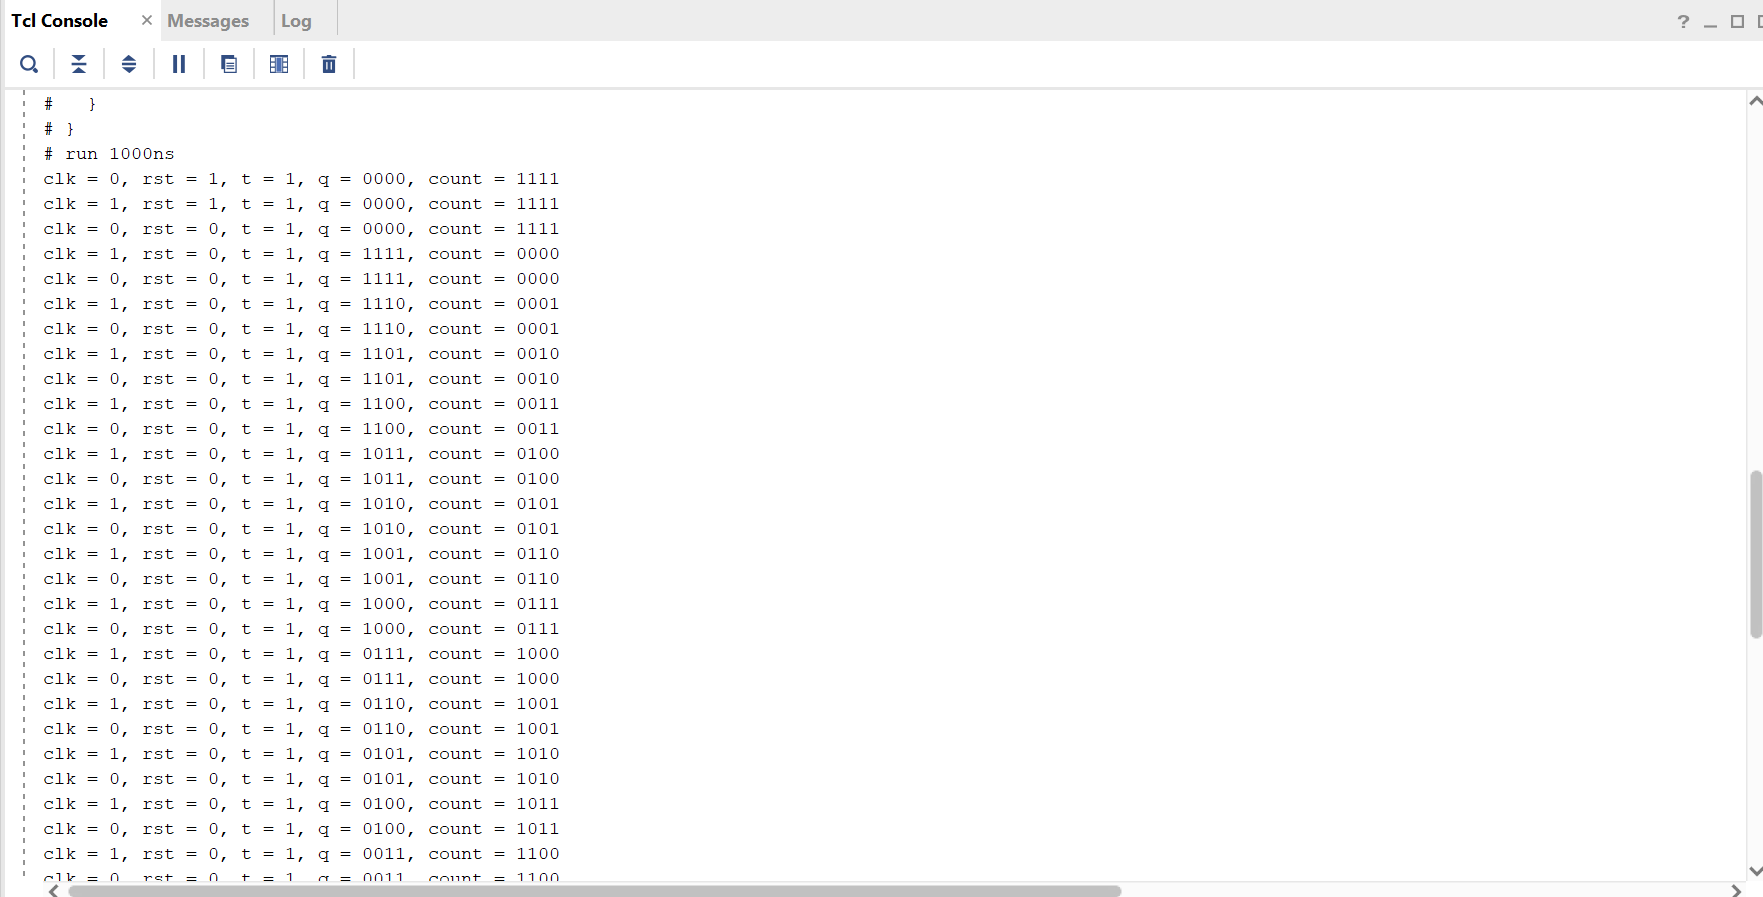 Tcl Console × Messages Log ? _
#   }
# }
# run 1000ns
clk = 0, rst = 1, t = 1, q = 0000, count = 1111
clk = 1, rst = 1, t = 1, q = 0000, count = 1111
clk = 0, rst = 0, t = 1, q = 0000, count = 1111
clk = 1, rst = 0, t = 1, q = 1111, count = 0000
clk = 0, rst = 0, t = 1, q = 1111, count = 0000
clk = 1, rst = 0, t = 1, q = 1110, count = 0001
clk = 0, rst = 0, t = 1, q = 1110, count = 0001
clk = 1, rst = 0, t = 1, q = 1101, count = 0010
clk = 0, rst = 0, t = 1, q = 1101, count = 0010
clk = 1, rst = 0, t = 1, q = 1100, count = 0011
clk = 0, rst = 0, t = 1, q = 1100, count = 0011
clk = 1, rst = 0, t = 1, q = 1011, count = 0100
clk = 0, rst = 0, t = 1, q = 1011, count = 0100
clk = 1, rst = 0, t = 1, q = 1010, count = 0101
clk = 0, rst = 0, t = 1, q = 1010, count = 0101
clk = 1, rst = 0, t = 1, q = 1001, count = 0110
clk = 0, rst = 0, t = 1, q = 1001, count = 0110
clk = 1, rst = 0, t = 1, q = 1000, count = 0111
clk = 0, rst = 0, t = 1, q = 1000, count = 0111
clk = 1, rst = 0, t = 1, q = 0111, count = 1000
clk = 0, rst = 0, t = 1, q = 0111, count = 1000
clk = 1, rst = 0, t = 1, q = 0110, count = 1001
clk = 0, rst = 0, t = 1, q = 0110, count = 1001
clk = 1, rst = 0, t = 1, q = 0101, count = 1010
clk = 0, rst = 0, t = 1, q = 0101, count = 1010
clk = 1, rst = 0, t = 1, q = 0100, count = 1011
clk = 0, rst = 0, t = 1, q = 0100, count = 1011
clk = 1, rst = 0, t = 1, q = 0011, count = 1100
clk = 0, rst = 0, t = 1, q = 0011, count = 1100